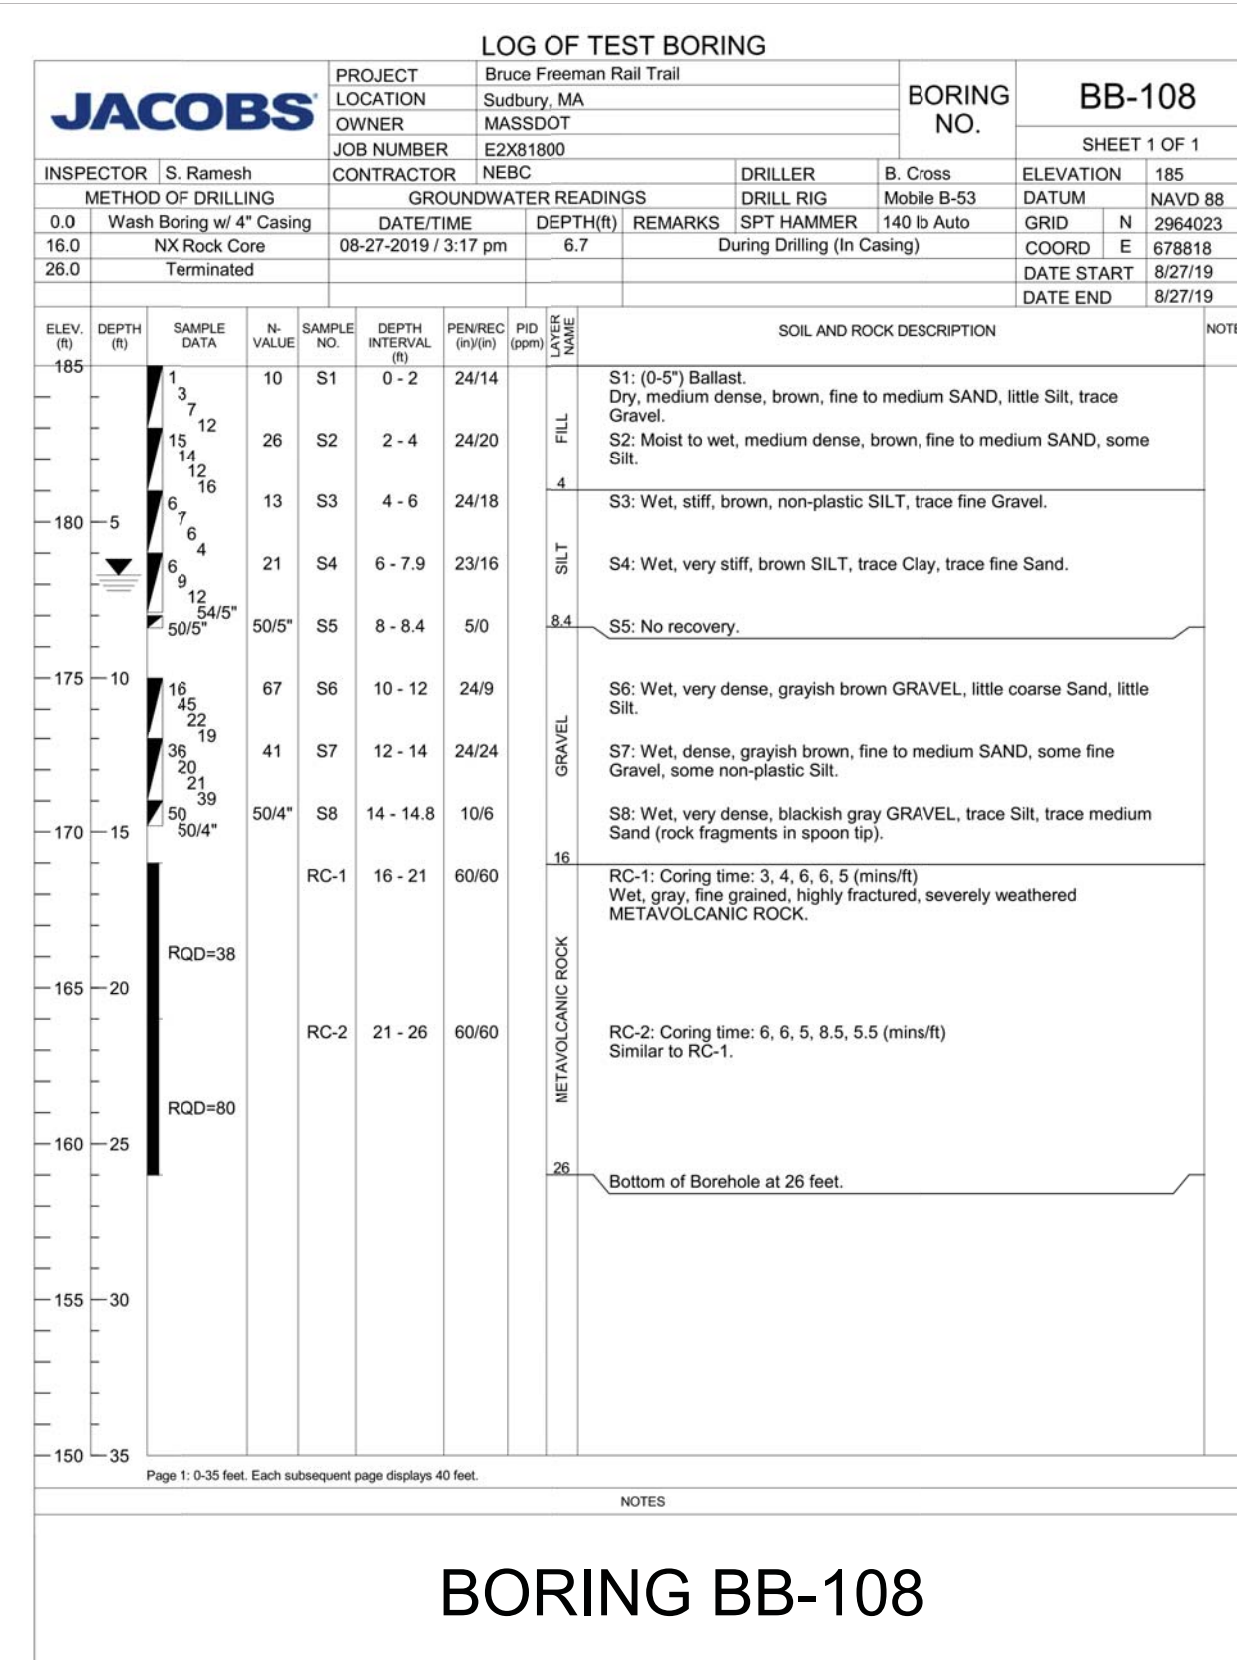 LOG OF TEST BORING
JACOBS
PROJECT Bruce Freeman Rail Trail
LOCATION Sudbury, MA
OWNER MASSDOT
JOB NUMBER E2X81800
BORING NO.
BB-108
SHEET 1 OF 1
INSPECTOR S. Ramesh CONTRACTOR NEBC DRILLER B. Cross ELEVATION 185
METHOD OF DRILLING GROUNDWATER READINGS DRILL RIG Mobile B-53 DATUM NAVD 88
0.0 Wash Boring w/ 4" Casing DATE/TIME DEPTH(ft) REMARKS SPT HAMMER 140 lb Auto GRID N 2964023
16.0 NX Rock Core 08-27-2019 / 3:17 pm 6.7 During Drilling (In Casing) COORD E 678818
26.0 Terminated DATE START 8/27/19
DATE END 8/27/19
ELEV. (ft) DEPTH (ft) SAMPLE DATA N-VALUE SAMPLE NO. DEPTH INTERVAL (ft) PEN/REC (in)/(in) PID (ppm) LAYER NAME SOIL AND ROCK DESCRIPTION NOTE
185
1 3 7 12 10 S1 0 - 2 24/14 S1: (0-5") Ballast.
Dry, medium dense, brown, fine to medium SAND, little Silt, trace
Gravel.
FILL
15 14 12 16 26 S2 2 - 4 24/20 S2: Moist to wet, medium dense, brown, fine to medium SAND, some
Silt.
4
6 7 6 4 13 S3 4 - 6 24/18 S3: Wet, stiff, brown, non-plastic SILT, trace fine Gravel.
180 5
SILT
6 9 12 54/5" 21 S4 6 - 7.9 23/16 S4: Wet, very stiff, brown SILT, trace Clay, trace fine Sand.
8.4
50/5" 50/5" S5 8 - 8.4 5/0 S5: No recovery.
175 10
16 45 22 19 67 S6 10 - 12 24/9 S6: Wet, very dense, grayish brown GRAVEL, little coarse Sand, little
Silt.
GRAVEL
36 20 21 39 41 S7 12 - 14 24/24 S7: Wet, dense, grayish brown, fine to medium SAND, some fine
Gravel, some non-plastic Silt.
50 50/4" 50/4" S8 14 - 14.8 10/6 S8: Wet, very dense, blackish gray GRAVEL, trace Silt, trace medium
Sand (rock fragments in spoon tip).
170 15
16
RC-1 16 - 21 60/60 RC-1: Coring time: 3, 4, 6, 6, 5 (mins/ft)
Wet, gray, fine grained, highly fractured, severely weathered
METAVOLCANIC ROCK.
RQD=38
METAVOLCANIC ROCK
165 20
RC-2 21 - 26 60/60 RC-2: Coring time: 6, 6, 5, 8.5, 5.5 (mins/ft)
Similar to RC-1.
RQD=80
160 25
26
Bottom of Borehole at 26 feet.
155 30
150 35
Page 1: 0-35 feet. Each subsequent page displays 40 feet.
NOTES
BORING BB-108